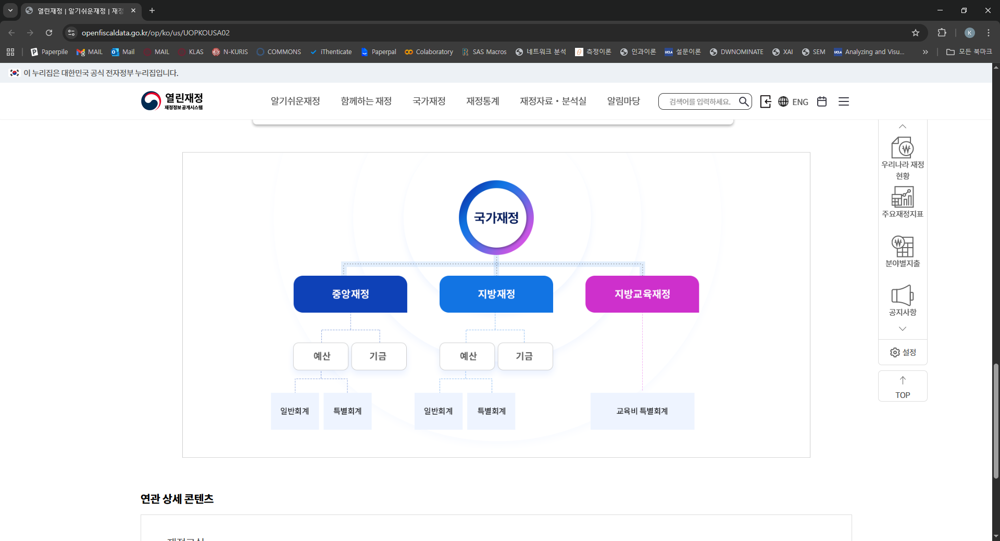 열린재정 | 알기쉬운재정 | 재정
openfiscaldata.go.kr/op/ko/us/UOPKOUSA02
K
Paperpile MAIL Mail MAIL KLAS N-KURIS COMMONS iThenticate Paperpal Colaboratory SAS Macros 네트워크 분석 측정이론 인과이론 설문이론 DWNOMINATE XAI SEM Analyzing and Visu... 모든 북마크
이 누리집은 대한민국 공식 전자정부 누리집입니다.
열린재정
재정정보공개시스템
알기쉬운재정 함께하는 재정 국가재정 재정통계 재정자료・분석실 알림마당
검색어를 입력하세요.
ENG
국가재정
중앙재정 지방재정 지방교육재정
예산 기금 예산 기금
일반회계 특별회계 일반회계 특별회계 교육비 특별회계
우리나라 재정
현황
주요재정지표
분야별지출
공지사항
설정
TOP
연관 상세 콘텐츠